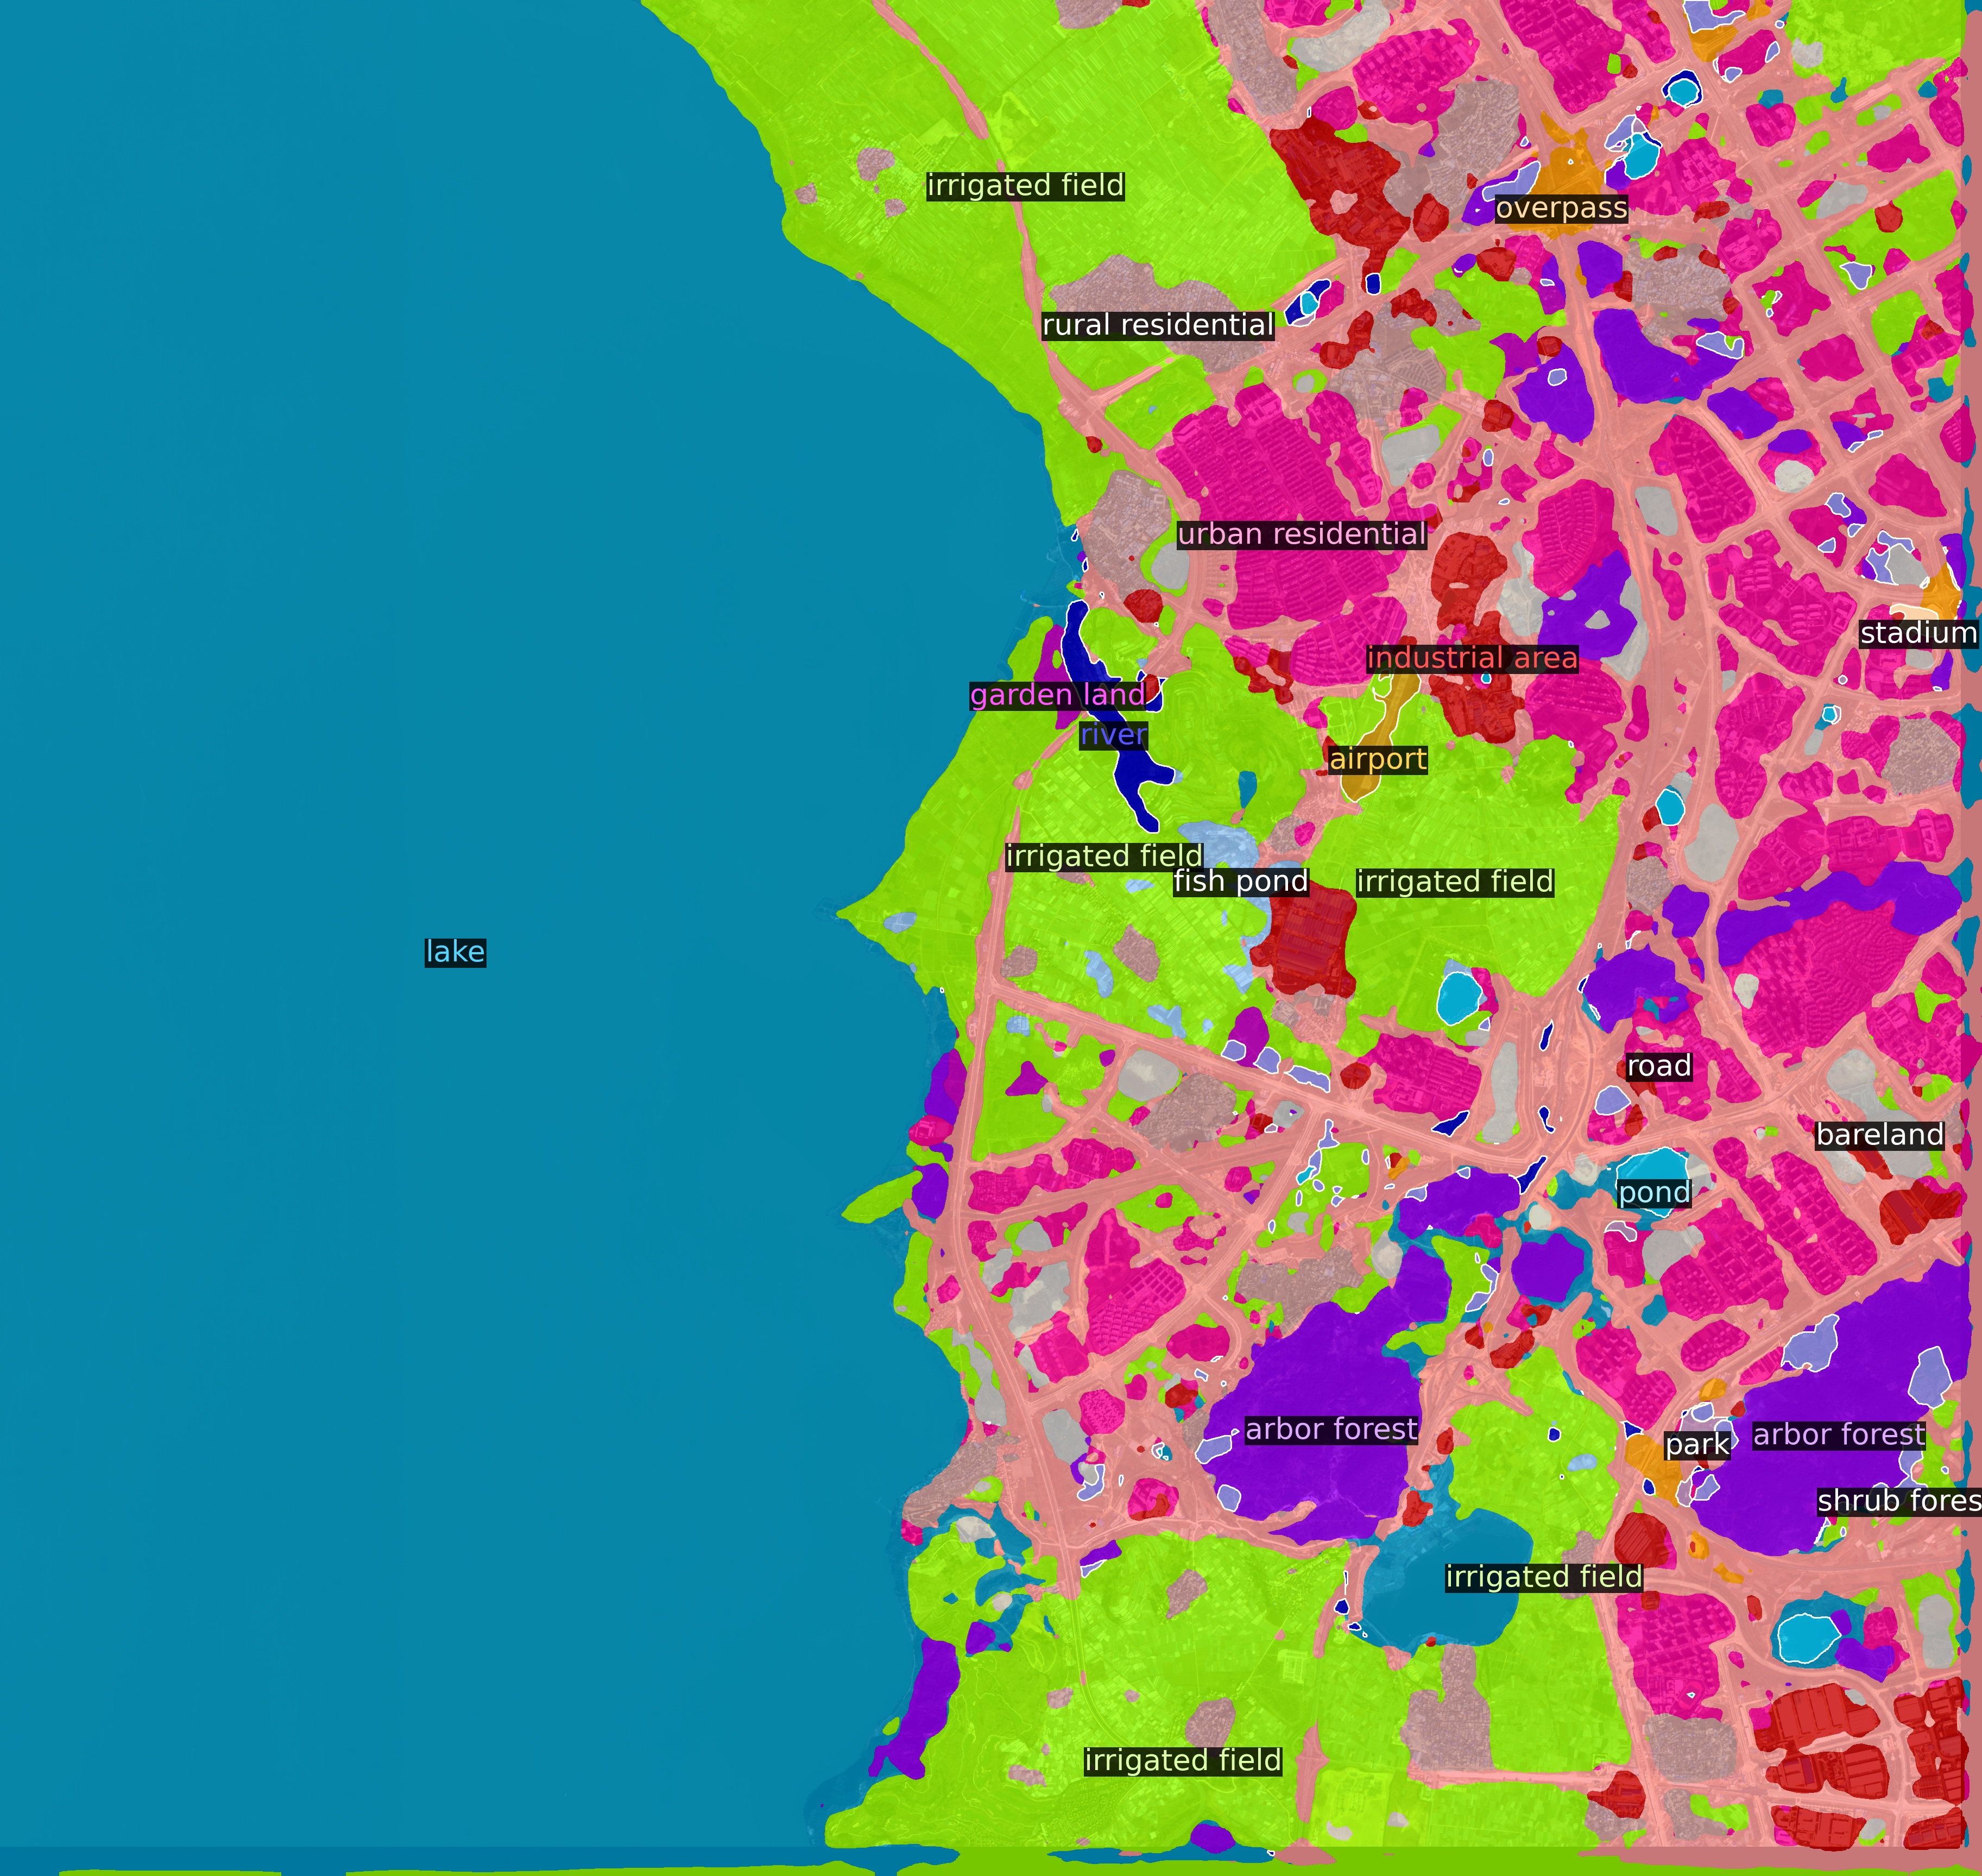 irrigated field
overpass
rural residential
urban residential
stadium
industrial area
garden land
river
airport
irrigated field
fish pond
irrigated field
lake
road
bareland
pond
arbor forest
park
arbor forest
shrub fores
irrigated field
irrigated field